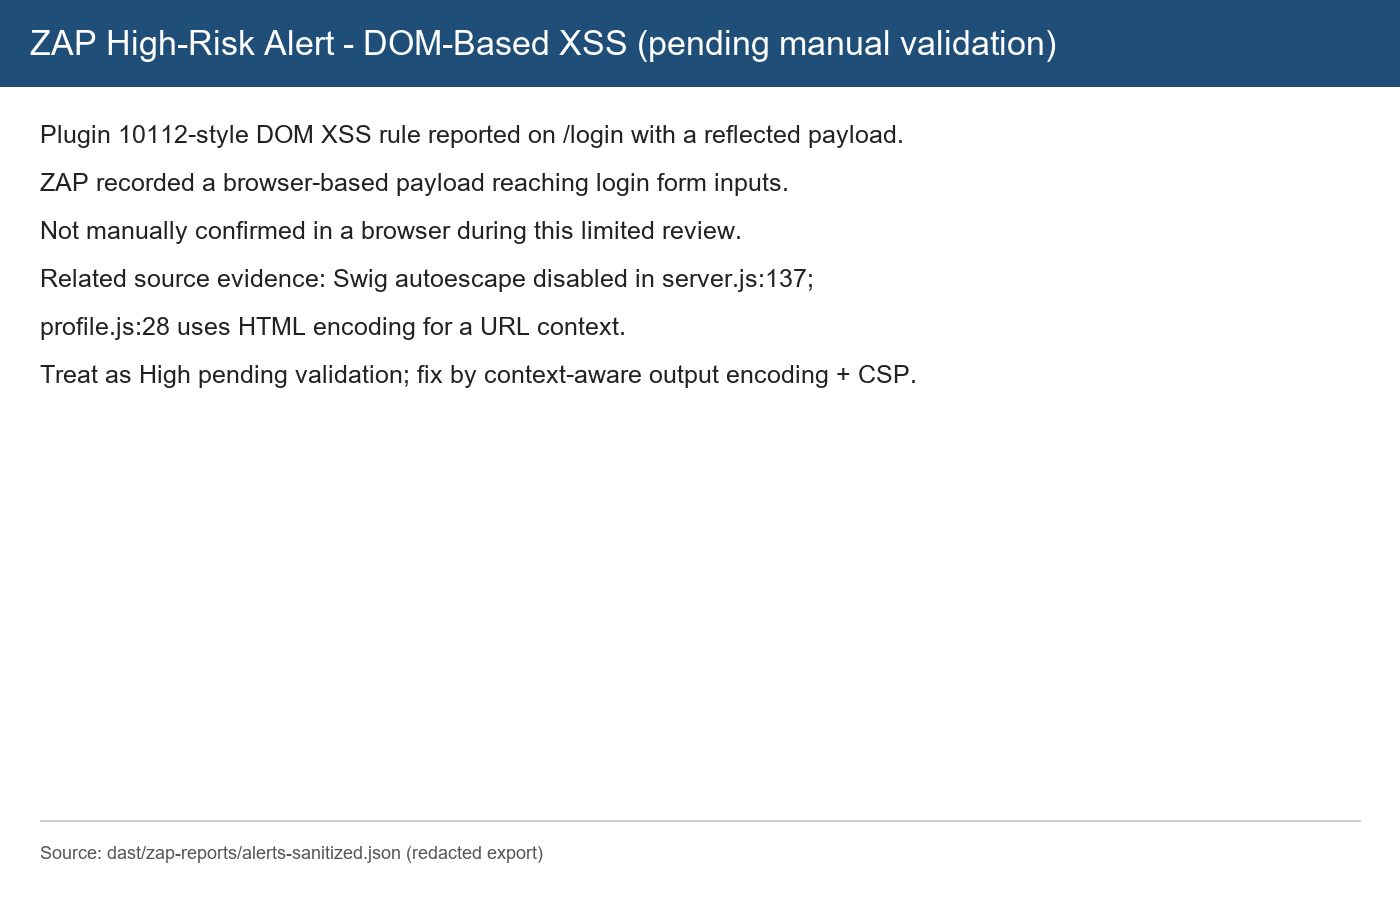 ZAP High-Risk Alert - DOM-Based XSS (pending manual validation)
Plugin 10112-style DOM XSS rule reported on /login with a reflected payload.
ZAP recorded a browser-based payload reaching login form inputs.
Not manually confirmed in a browser during this limited review.
Related source evidence: Swig autoescape disabled in server.js:137;
profile.js:28 uses HTML encoding for a URL context.
Treat as High pending validation; fix by context-aware output encoding + CSP.
Source: dast/zap-reports/alerts-sanitized.json (redacted export)